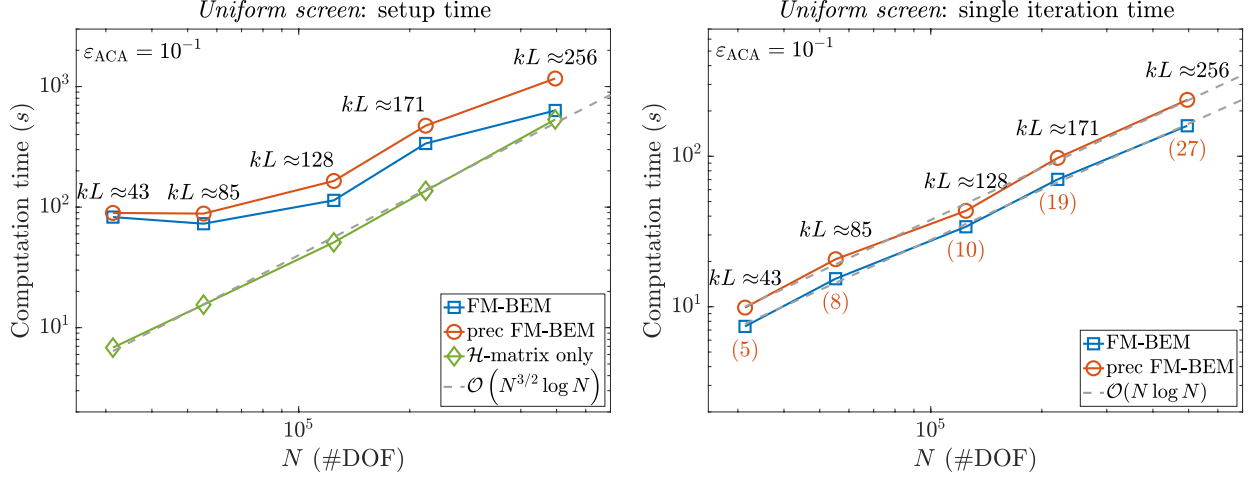 Uniform screen: setup time
ε_ACA = 10^-1
kL ≈256
kL ≈171
kL ≈128
kL ≈43
kL ≈85
10^3
10^2
10^1
Computation time (s)
FM-BEM
prec FM-BEM
ℋ-matrix only
𝒪(N^{3/2} log N)
10^5
N (#DOF)
Uniform screen: single iteration time
ε_ACA = 10^-1
kL ≈256
kL ≈171
kL ≈128
kL ≈85
kL ≈43
(27)
(19)
(10)
(8)
(5)
10^2
10^1
Computation time (s)
FM-BEM
prec FM-BEM
𝒪(N log N)
10^5
N (#DOF)